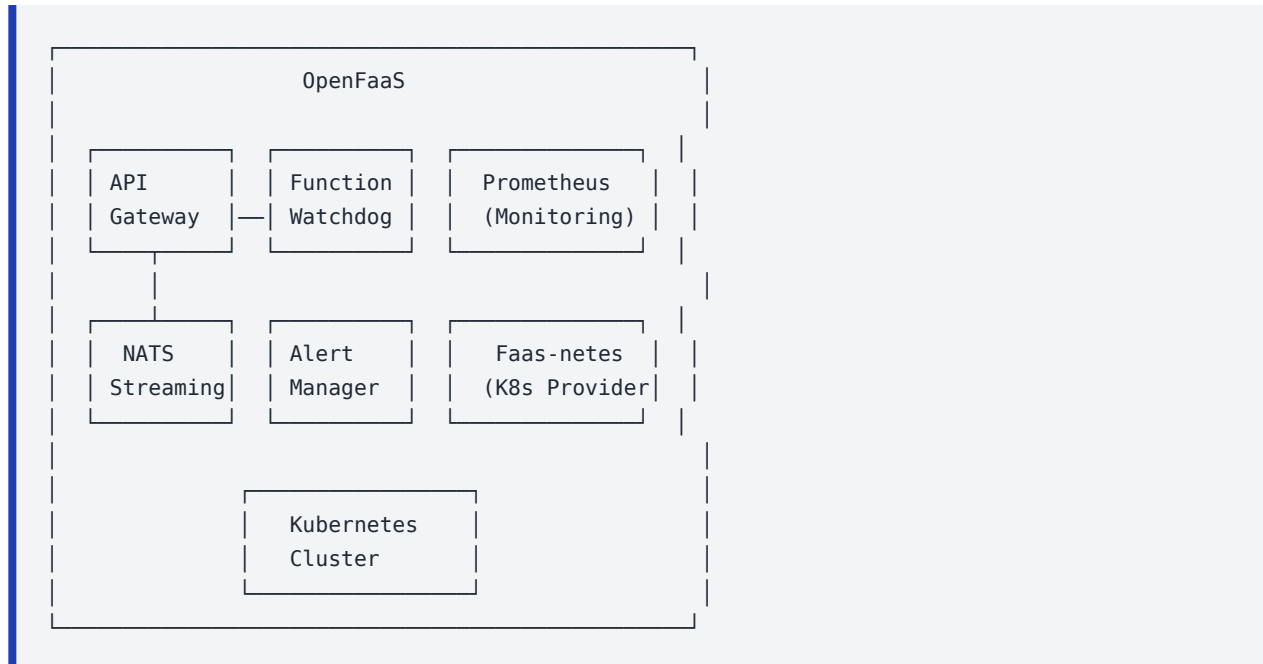 OpenFaaS
API Function Prometheus
Gateway Watchdog (Monitoring)
NATS Alert Faas-netes
Streaming Manager (K8s Provider
Kubernetes
Cluster